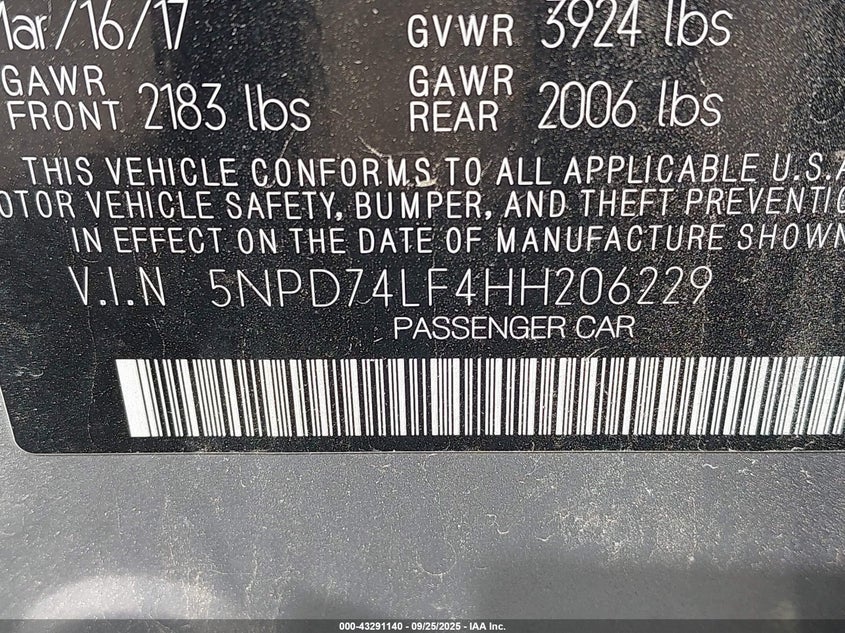 Mar/16/17 GVWR 3924 lbs
GAWR FRONT 2183 lbs GAWR REAR 2006 lbs
THIS VEHICLE CONFORMS TO ALL APPLICABLE U.S.A
OTOR VEHICLE SAFETY, BUMPER, AND THEFT PREVENTIO
IN EFFECT ON THE DATE OF MANUFACTURE SHOWN
V.I.N 5NPD74LF4HH206229
PASSENGER CAR
000-43291140 - 09/25/2025 - IAA Inc.